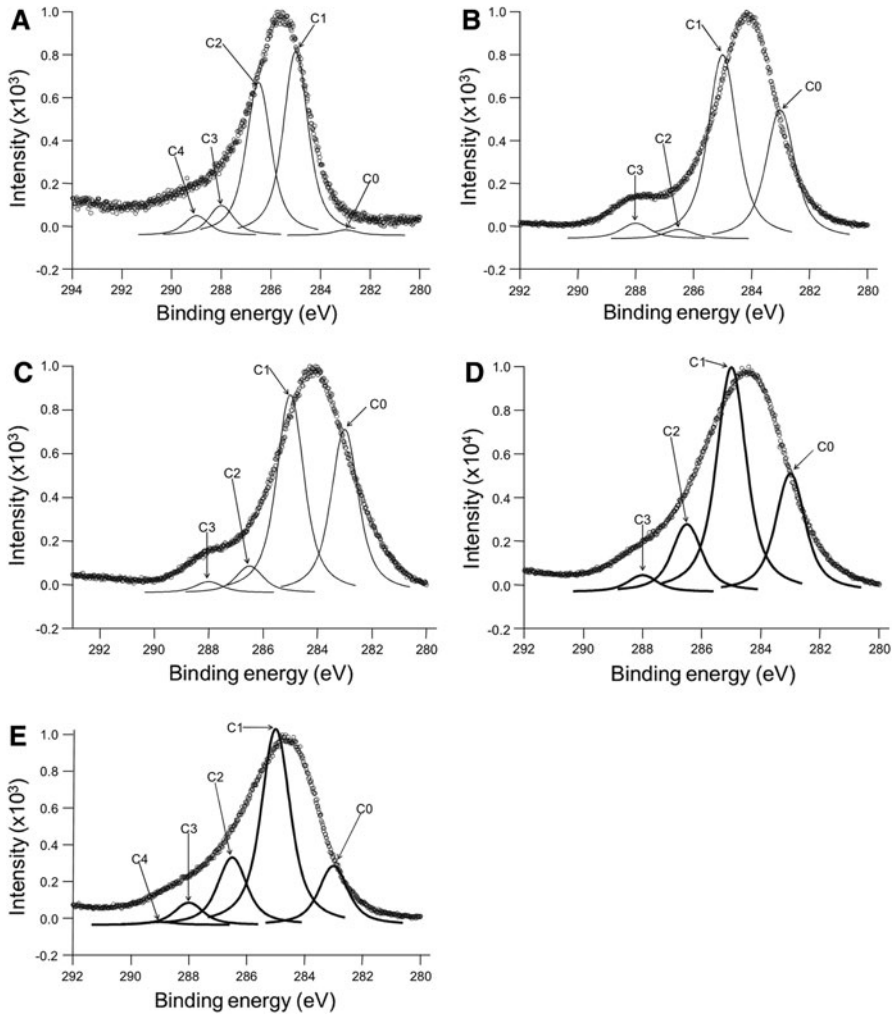 A
C2
C1
C3
C4
C0
Intensity (x10³)
1.0
0.8
0.6
0.4
0.2
0.0
-0.2
294 292 290 288 286 284 282 280
Binding energy (eV)
B
C1
C0
C2
C3
Intensity (x10³)
1.0
0.8
0.6
0.4
0.2
0.0
-0.2
292 290 288 286 284 282 280
Binding energy (eV)
C
C1
C0
C2
C3
Intensity (x10³)
1.0
0.8
0.6
0.4
0.2
0.0
-0.2
292 290 288 286 284 282 280
Binding energy (eV)
D
C1
C2
C0
C3
Intensity (x10⁴)
1.0
0.8
0.6
0.4
0.2
0.0
-0.2
292 290 288 286 284 282 280
Binding energy (eV)
E
C1
C2
C0
C3
C4
Intensity (x10³)
1.0
0.8
0.6
0.4
0.2
0.0
-0.2
292 290 288 286 284 282 280
Binding energy (eV)